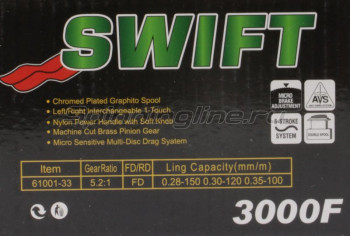 SWIFT
• Chromed Plated Graphito Spool
• Left/Right Interchangeable 1-Touch
• Nylon Power Handle with Soft Knob
• Machine Cut Brass Pinion Gear
• Micro Sensitive Multi-Disc Drag System
MICRO
BRAKE
ADJUSTMENT
AVS
S-STROKE
SYSTEM
Item Gear Ratio FD/RD Ling Capacity(mm/m)
61001-33 5.2:1 FD 0.28-150 0.30-120 0.35-100
3000F